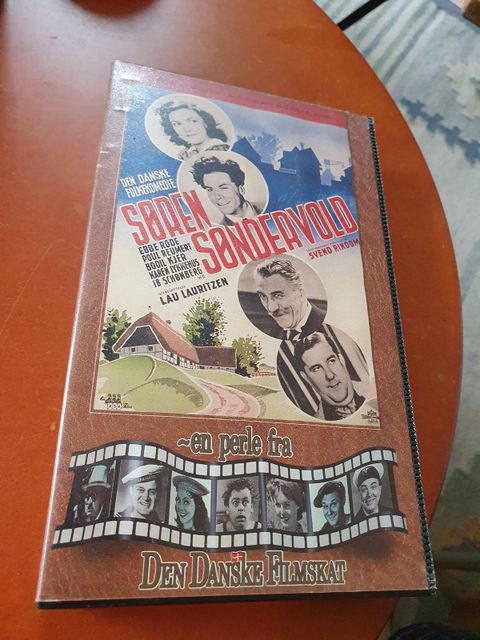 DEN DANSKE
FOLKEKOMEDIE
SØREN
SØNDERVOLD
EBBE RODE
POUL REUMERT
BODIL KJER
KAREN LYKKEHUS
IB SCHØNBERG
SVEND RINDOM
LAU LAURITZEN
~en perle fra
DEN DANSKE FILMSKAT